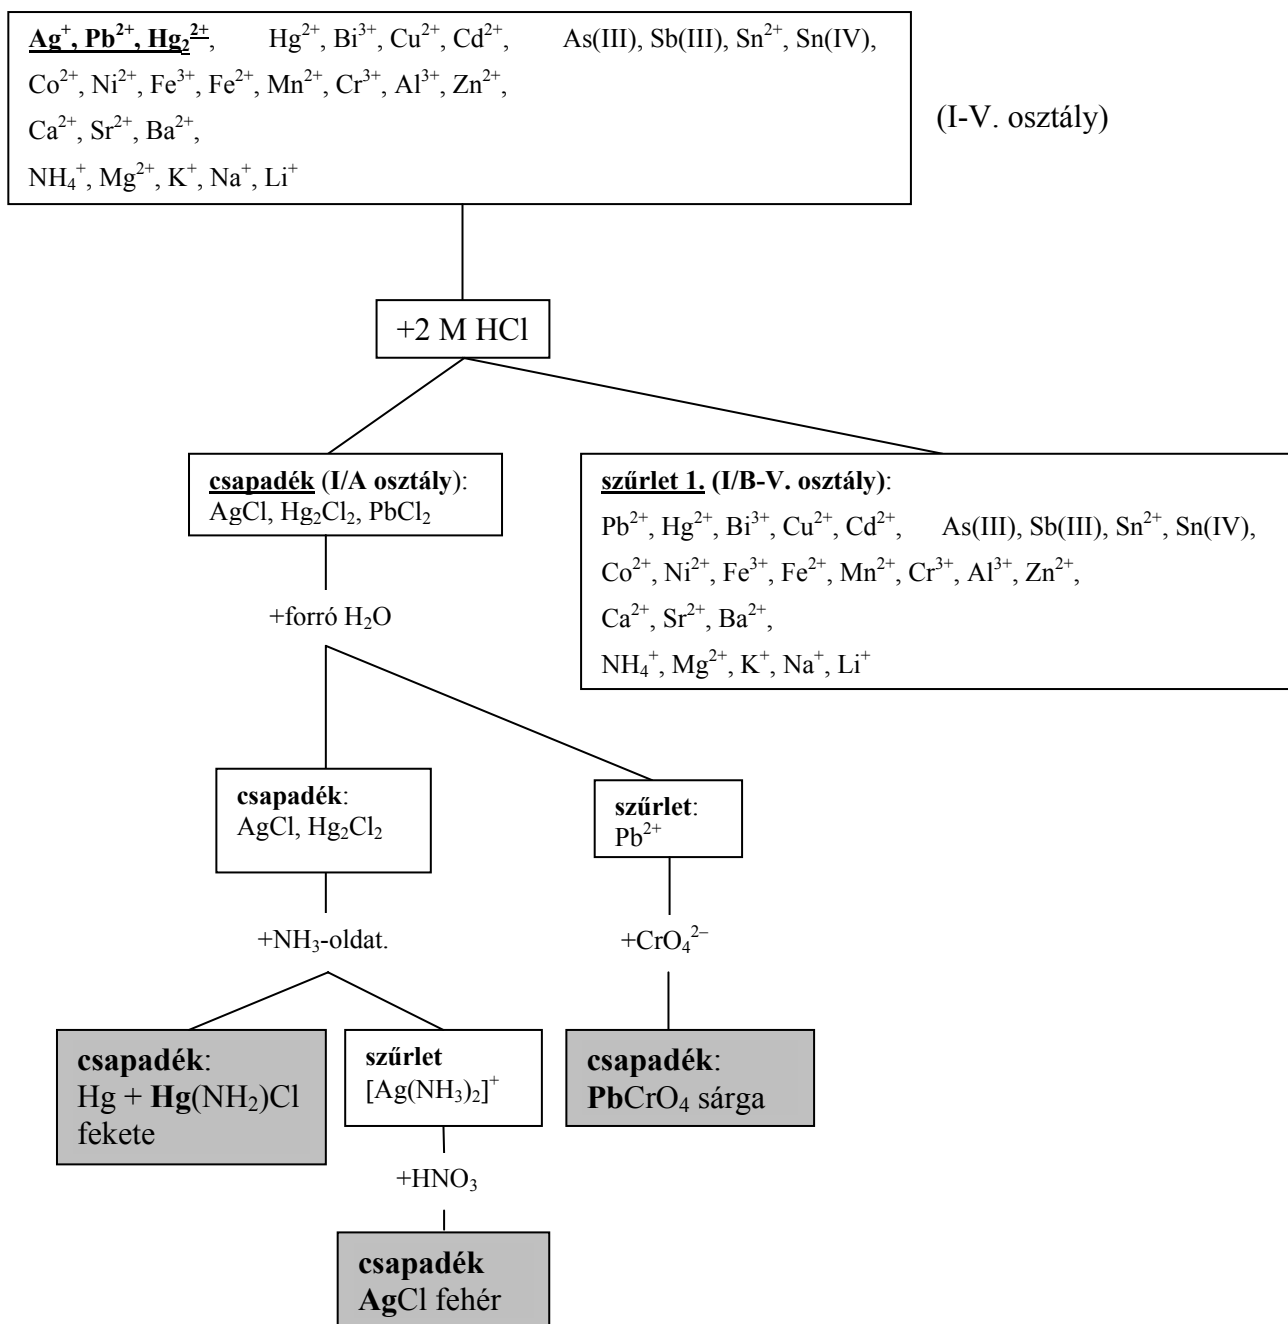 Ag⁺, Pb²⁺, Hg₂²⁺, Hg²⁺, Bi³⁺, Cu²⁺, Cd²⁺, As(III), Sb(III), Sn²⁺, Sn(IV),
Co²⁺, Ni²⁺, Fe³⁺, Fe²⁺, Mn²⁺, Cr³⁺, Al³⁺, Zn²⁺,
Ca²⁺, Sr²⁺, Ba²⁺,
NH₄⁺, Mg²⁺, K⁺, Na⁺, Li⁺
(I-V. osztály)
+2 M HCl
csapadék (I/A osztály):
AgCl, Hg₂Cl₂, PbCl₂
szűrlet 1. (I/B-V. osztály):
Pb²⁺, Hg²⁺, Bi³⁺, Cu²⁺, Cd²⁺, As(III), Sb(III), Sn²⁺, Sn(IV),
Co²⁺, Ni²⁺, Fe³⁺, Fe²⁺, Mn²⁺, Cr³⁺, Al³⁺, Zn²⁺,
Ca²⁺, Sr²⁺, Ba²⁺,
NH₄⁺, Mg²⁺, K⁺, Na⁺, Li⁺
+forró H₂O
csapadék:
AgCl, Hg₂Cl₂
szűrlet:
Pb²⁺
+NH₃-oldat.
+CrO₄²⁻
csapadék:
Hg + Hg(NH₂)Cl
fekete
szűrlet
[Ag(NH₃)₂]⁺
csapadék:
PbCrO₄ sárga
+HNO₃
csapadék
AgCl fehér